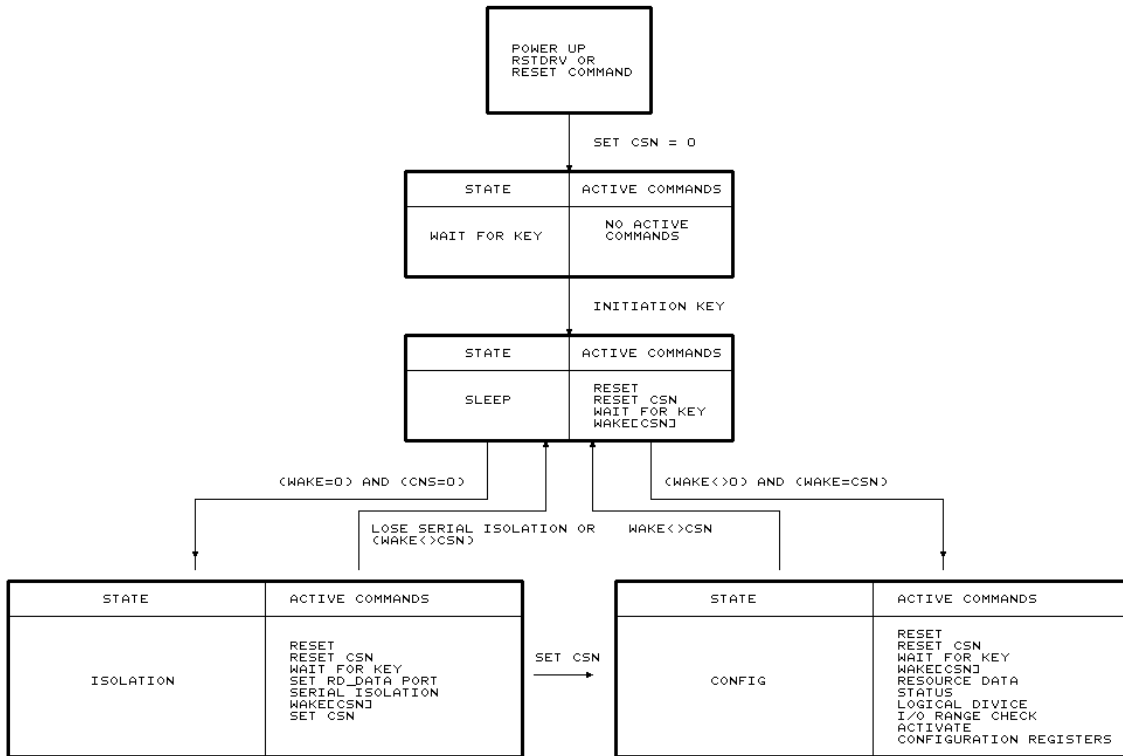 POWER UP
RSTDRV OR
RESET COMMAND
SET CSN = 0
STATE
ACTIVE COMMANDS
WAIT FOR KEY
NO ACTIVE
COMMANDS
INITIATION KEY
STATE
ACTIVE COMMANDS
SLEEP
RESET
RESET CSN
WAIT FOR KEY
WAKE[CSN]
(WAKE=0) AND (CNS=0)
(WAKE<>0) AND (WAKE=CSN)
LOSE SERIAL ISOLATION OR
(WAKE<>CSN)
WAKE<>CSN
STATE
ACTIVE COMMANDS
ISOLATION
RESET
RESET CSN
WAIT FOR KEY
SET RD_DATA PORT
SERIAL ISOLATION
WAKE[CSN]
SET CSN
SET CSN
STATE
ACTIVE COMMANDS
CONFIG
RESET
RESET CSN
WAIT FOR KEY
WAKE[CSN]
RESOURCE DATA
STATUS
LOGICAL DIVICE
I/O RANGE CHECK
ACTIVATE
CONFIGURATION REGISTERS